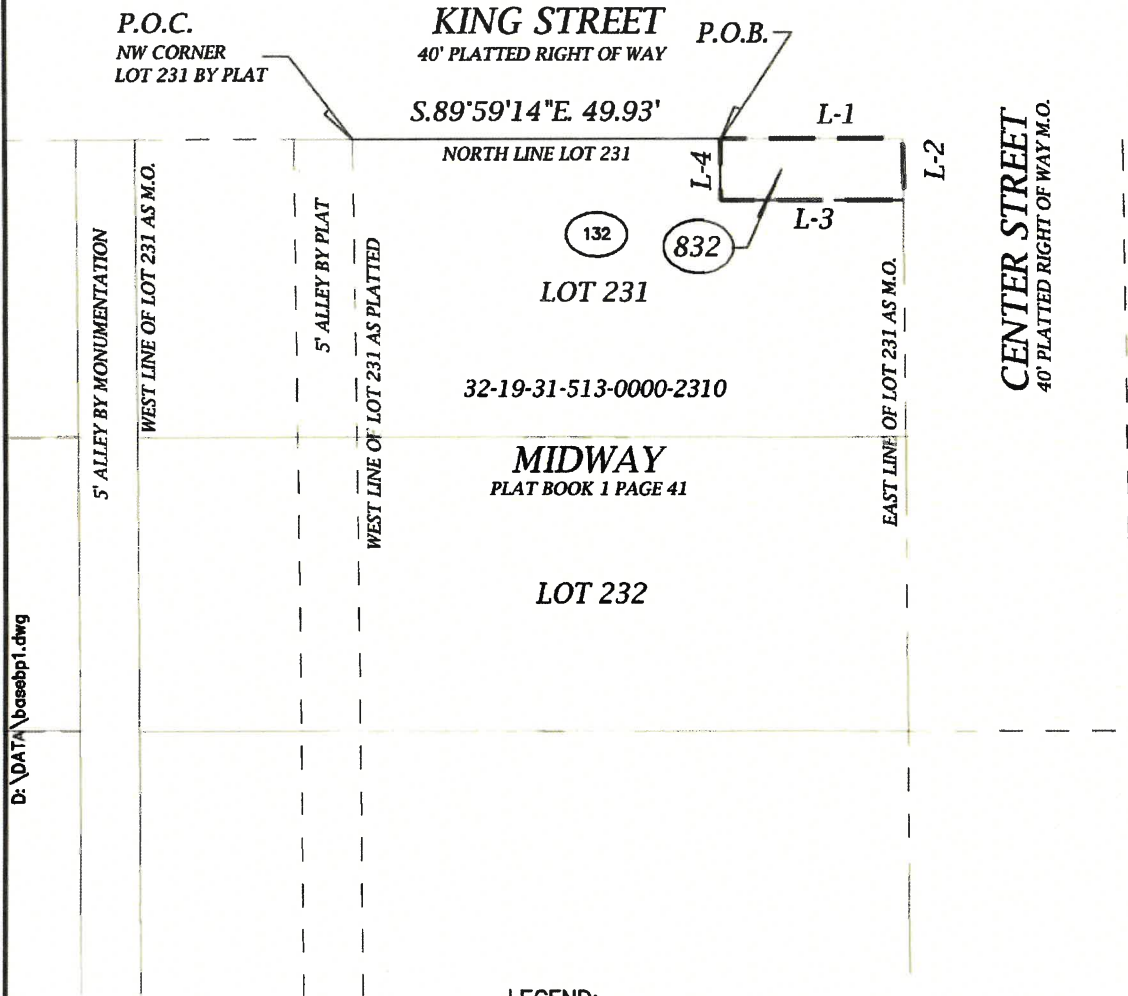 KING STREET
40' PLATTED RIGHT OF WAY
P.O.C.
NW CORNER
LOT 231 BY PLAT
P.O.B.
S.89°59'14"E. 49.93'
NORTH LINE LOT 231
L-1
L-2
L-4
L-3
132
832
LOT 231
32-19-31-513-0000-2310
MIDWAY
PLAT BOOK 1 PAGE 41
LOT 232
5' ALLEY BY MONUMENTATION
WEST LINE OF LOT 231 AS M.O.
5' ALLEY BY PLAT
WEST LINE OF LOT 231 AS PLATTED
EAST LINE OF LOT 231 AS M.O.
CENTER STREET
40' PLATTED RIGHT OF WAY M.O.
D:\DATA\basebp1.dwg
LEGEND: